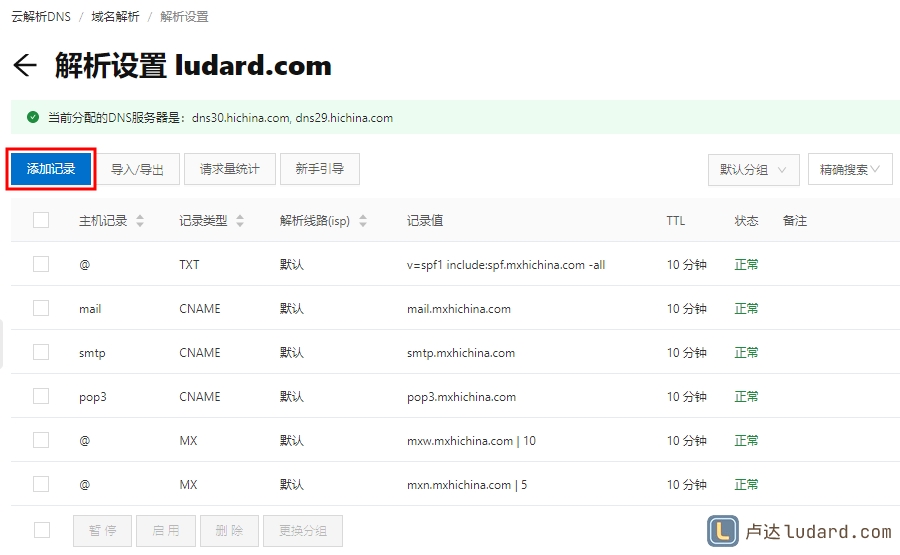 云解析DNS / 域名解析 / 解析设置
← 解析设置 ludard.com
当前分配的DNS服务器是：dns30.hichina.com, dns29.hichina.com
添加记录 导入/导出 请求量统计 新手引导 默认分组 精确搜索
主机记录 记录类型 解析线路(isp) 记录值 TTL 状态 备注
@ TXT 默认 v=spf1 include:spf.mxhichina.com -all 10 分钟 正常
mail CNAME 默认 mail.mxhichina.com 10 分钟 正常
smtp CNAME 默认 smtp.mxhichina.com 10 分钟 正常
pop3 CNAME 默认 pop3.mxhichina.com 10 分钟 正常
@ MX 默认 mxw.mxhichina.com | 10 10 分钟 正常
@ MX 默认 mxn.mxhichina.com | 5 10 分钟 正常
暂停 启用 删除 更换分组 L 卢达ludard.com